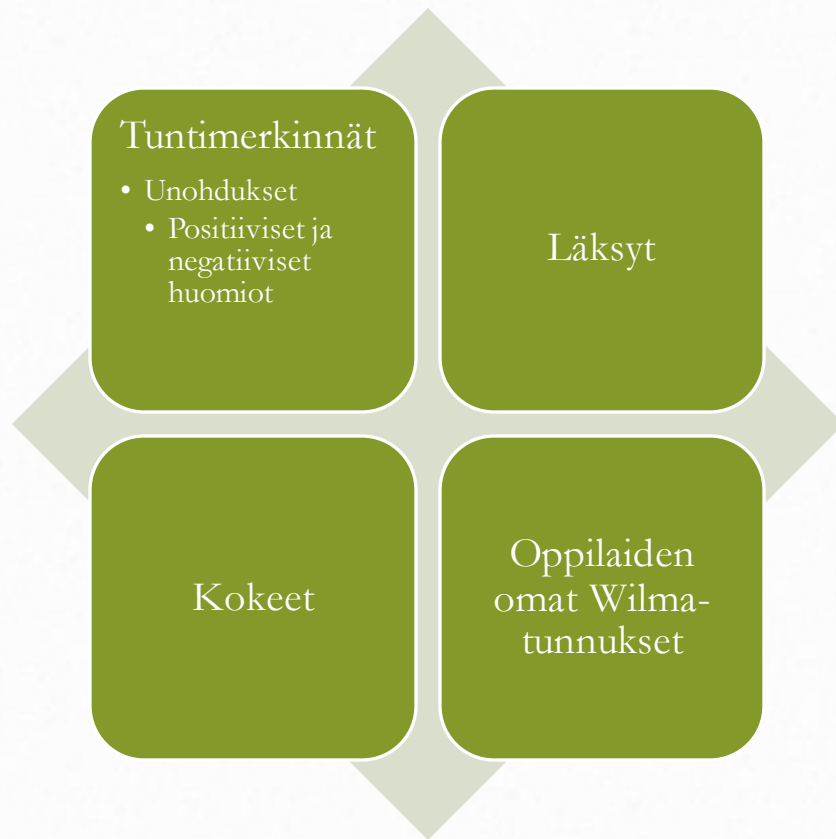 Tuntimerkinnät
• Unohdukset
• Positiiviset ja
negatiiviset
huomiot
Läksyt
Kokeet
Oppilaiden
omat Wilma-
tunnukset